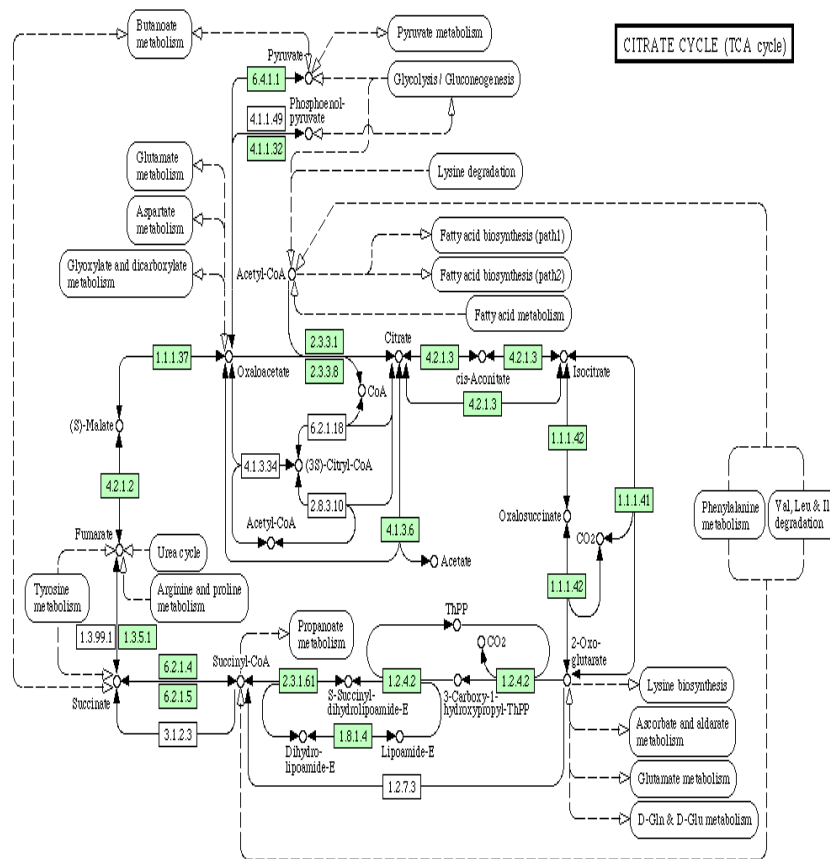 Butanoate
metabolism
Pyruvate metabolism
CITRATE CYCLE (TCA cycle)
Pyruvate
6.4.1.1
Glycolysis / Gluconeogenesis
Phosphoenol-
pyruvate
4.1.1.49
4.1.1.32
Glutamate
metabolism
Lysine degradation
Aspartate
metabolism
Fatty acid biosynthesis (path1)
Glyoxylate and dicarboxylate
metabolism
Acetyl-CoA
Fatty acid biosynthesis (path2)
Fatty acid metabolism
1.1.1.37
Oxaloacetate
2.3.3.1
2.3.3.8
Citrate
4.2.1.3
cis-Aconitate
4.2.1.3
Isocitrate
CoA
4.2.1.3
(S)-Malate
6.2.1.18
1.1.1.42
4.1.3.34
(3S)-Citryl-CoA
4.2.1.2
2.8.3.10
1.1.1.41
Phenylalanine
metabolism
Val, Leu & Il
degradation
Oxalosuccinate
Acetyl-CoA
4.1.3.6
CO2
Fumarate
Urea cycle
Acetate
Tyrosine
metabolism
Arginine and proline
metabolism
1.1.1.42
1.3.99.1
1.3.5.1
Propanoate
metabolism
ThPP
CO2
2-Oxo-
glutarate
6.2.1.4
Succinyl-CoA
2.3.1.61
1.2.4.2
1.2.4.2
Succinate
6.2.1.5
S-Succinyl-
dihydrolipoamide-E
3-Carboxy-1-
hydroxypropyl-ThPP
Lysine biosynthesis
3.1.2.3
Dihydro-
lipoamide-E
1.8.1.4
Lipoamide-E
Ascorbate and aldarate
metabolism
1.2.7.3
Glutamate metabolism
D-Gln & D-Glu metabolism